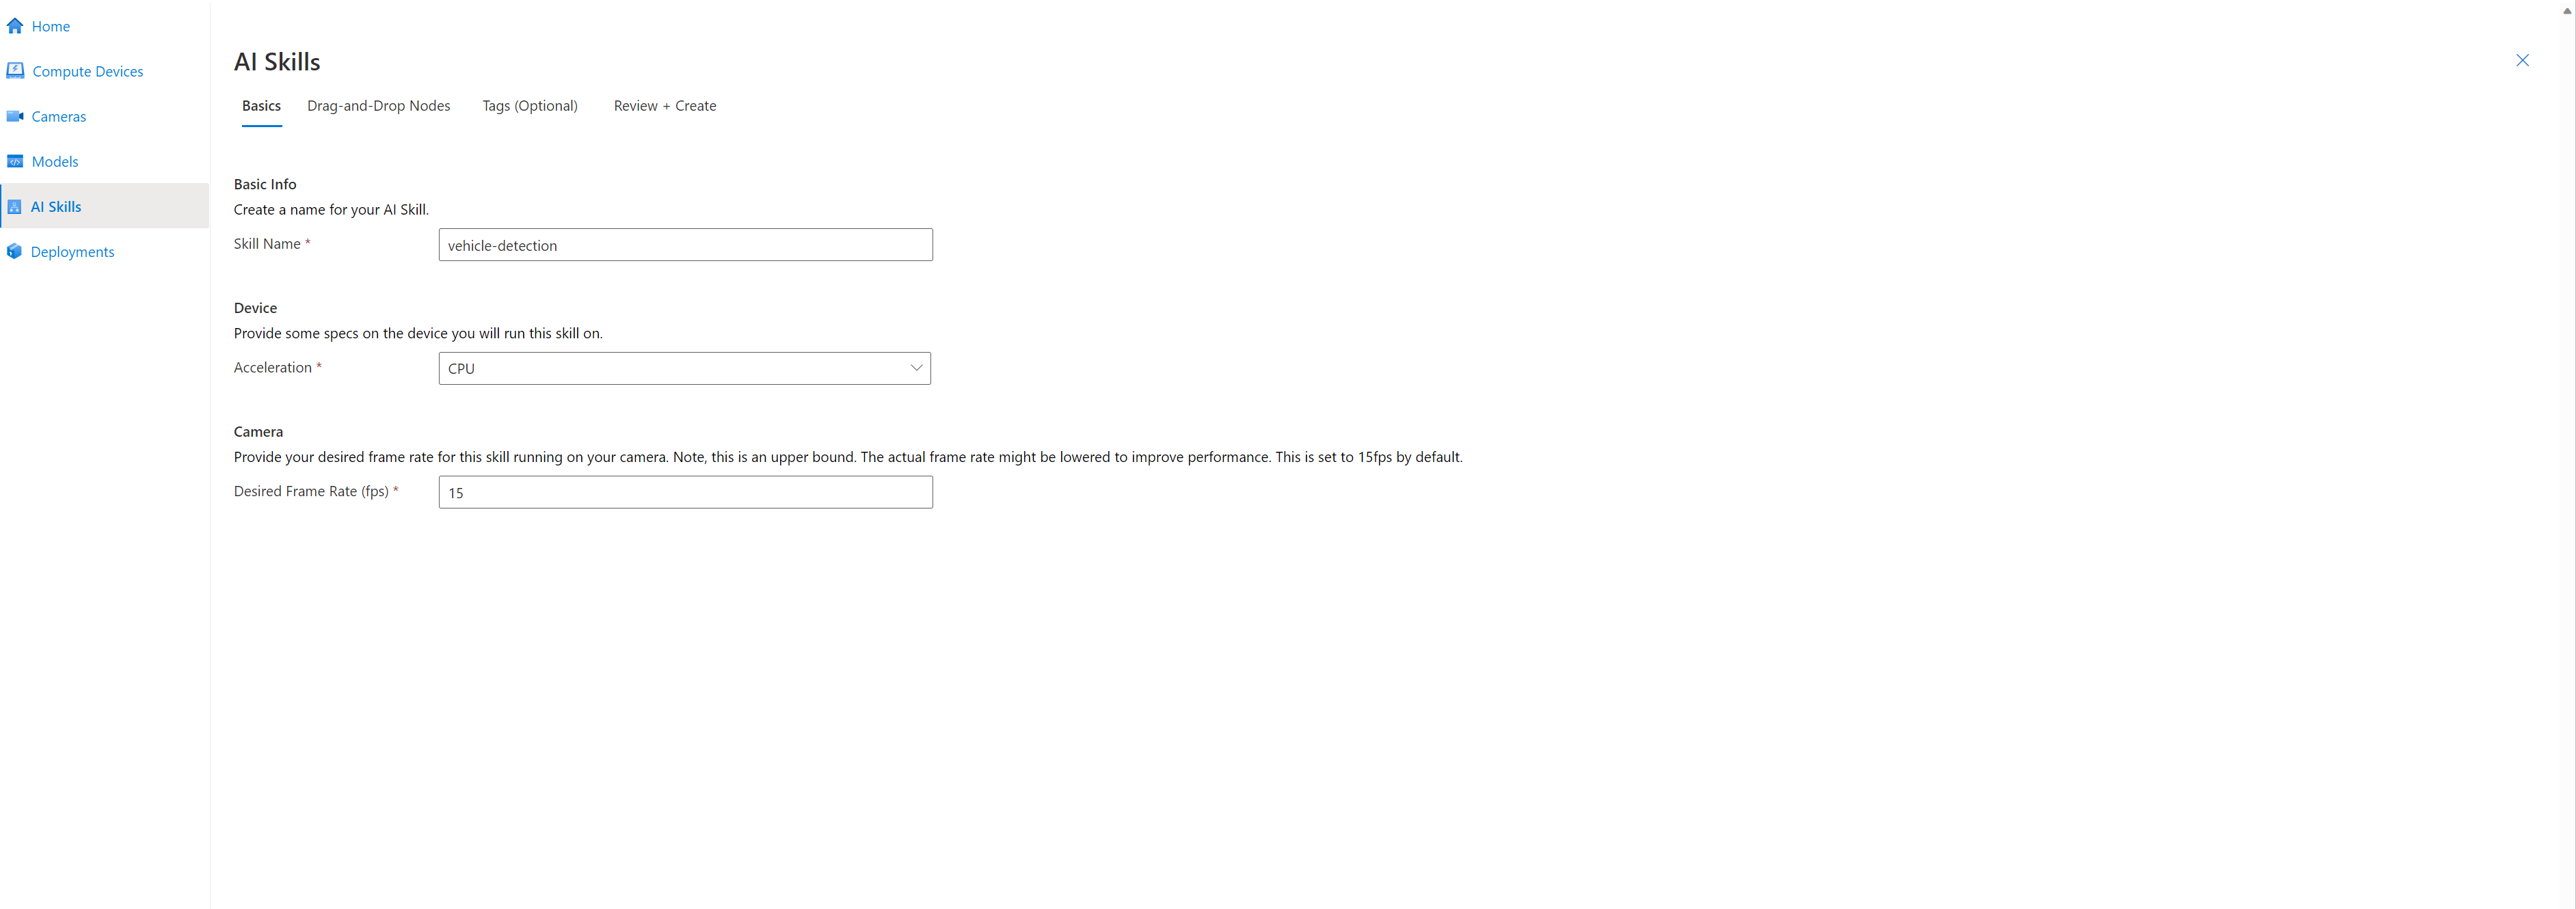 Home
Compute Devices
Cameras
Models
AI Skills
Deployments
AI Skills
Basics Drag-and-Drop Nodes Tags (Optional) Review + Create
Basic Info
Create a name for your AI Skill.
Skill Name * vehicle-detection
Device
Provide some specs on the device you will run this skill on.
Acceleration * CPU
Camera
Provide your desired frame rate for this skill running on your camera. Note, this is an upper bound. The actual frame rate might be lowered to improve performance. This is set to 15fps by default.
Desired Frame Rate (fps) * 15